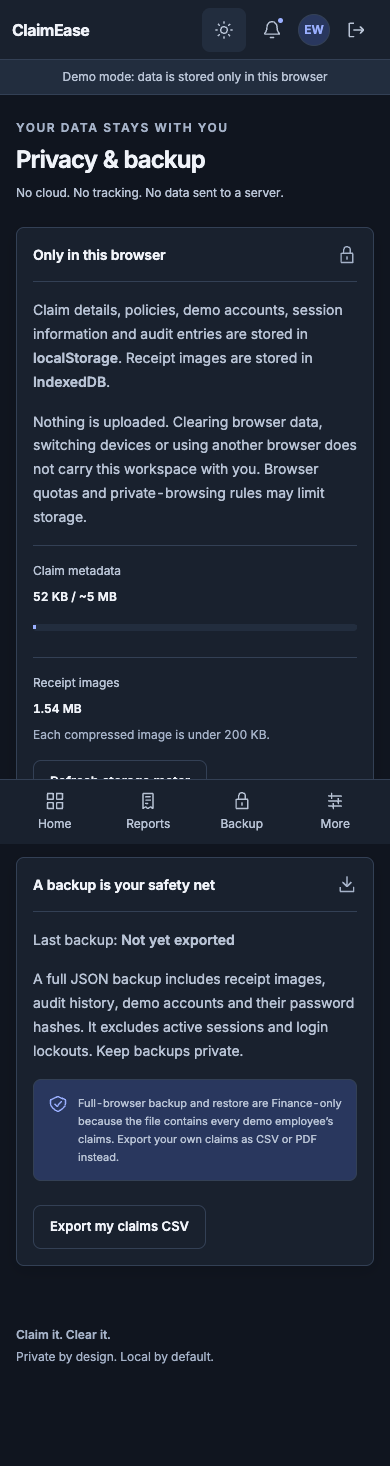 ClaimEase
EW
Demo mode: data is stored only in this browser
YOUR DATA STAYS WITH YOU
Privacy & backup
No cloud. No tracking. No data sent to a server.
Only in this browser
Claim details, policies, demo accounts, session
information and audit entries are stored in
localStorage. Receipt images are stored in
IndexedDB.
Nothing is uploaded. Clearing browser data,
switching devices or using another browser does
not carry this workspace with you. Browser
quotas and private-browsing rules may limit
storage.
Claim metadata
52 KB / ~5 MB
Receipt images
1.54 MB
Each compressed image is under 200 KB.
Refresh storage meter
Home
Reports
Backup
More
A backup is your safety net
Last backup: Not yet exported
A full JSON backup includes receipt images,
audit history, demo accounts and their password
hashes. It excludes active sessions and login
lockouts. Keep backups private.
Full-browser backup and restore are Finance-only
because the file contains every demo employee's
claims. Export your own claims as CSV or PDF
instead.
Export my claims CSV
Claim it. Clear it.
Private by design. Local by default.